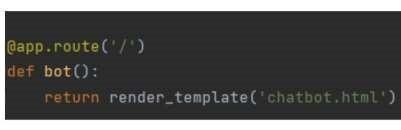 @app.route('/')
def bot():
    return render_template('chatbot.html')